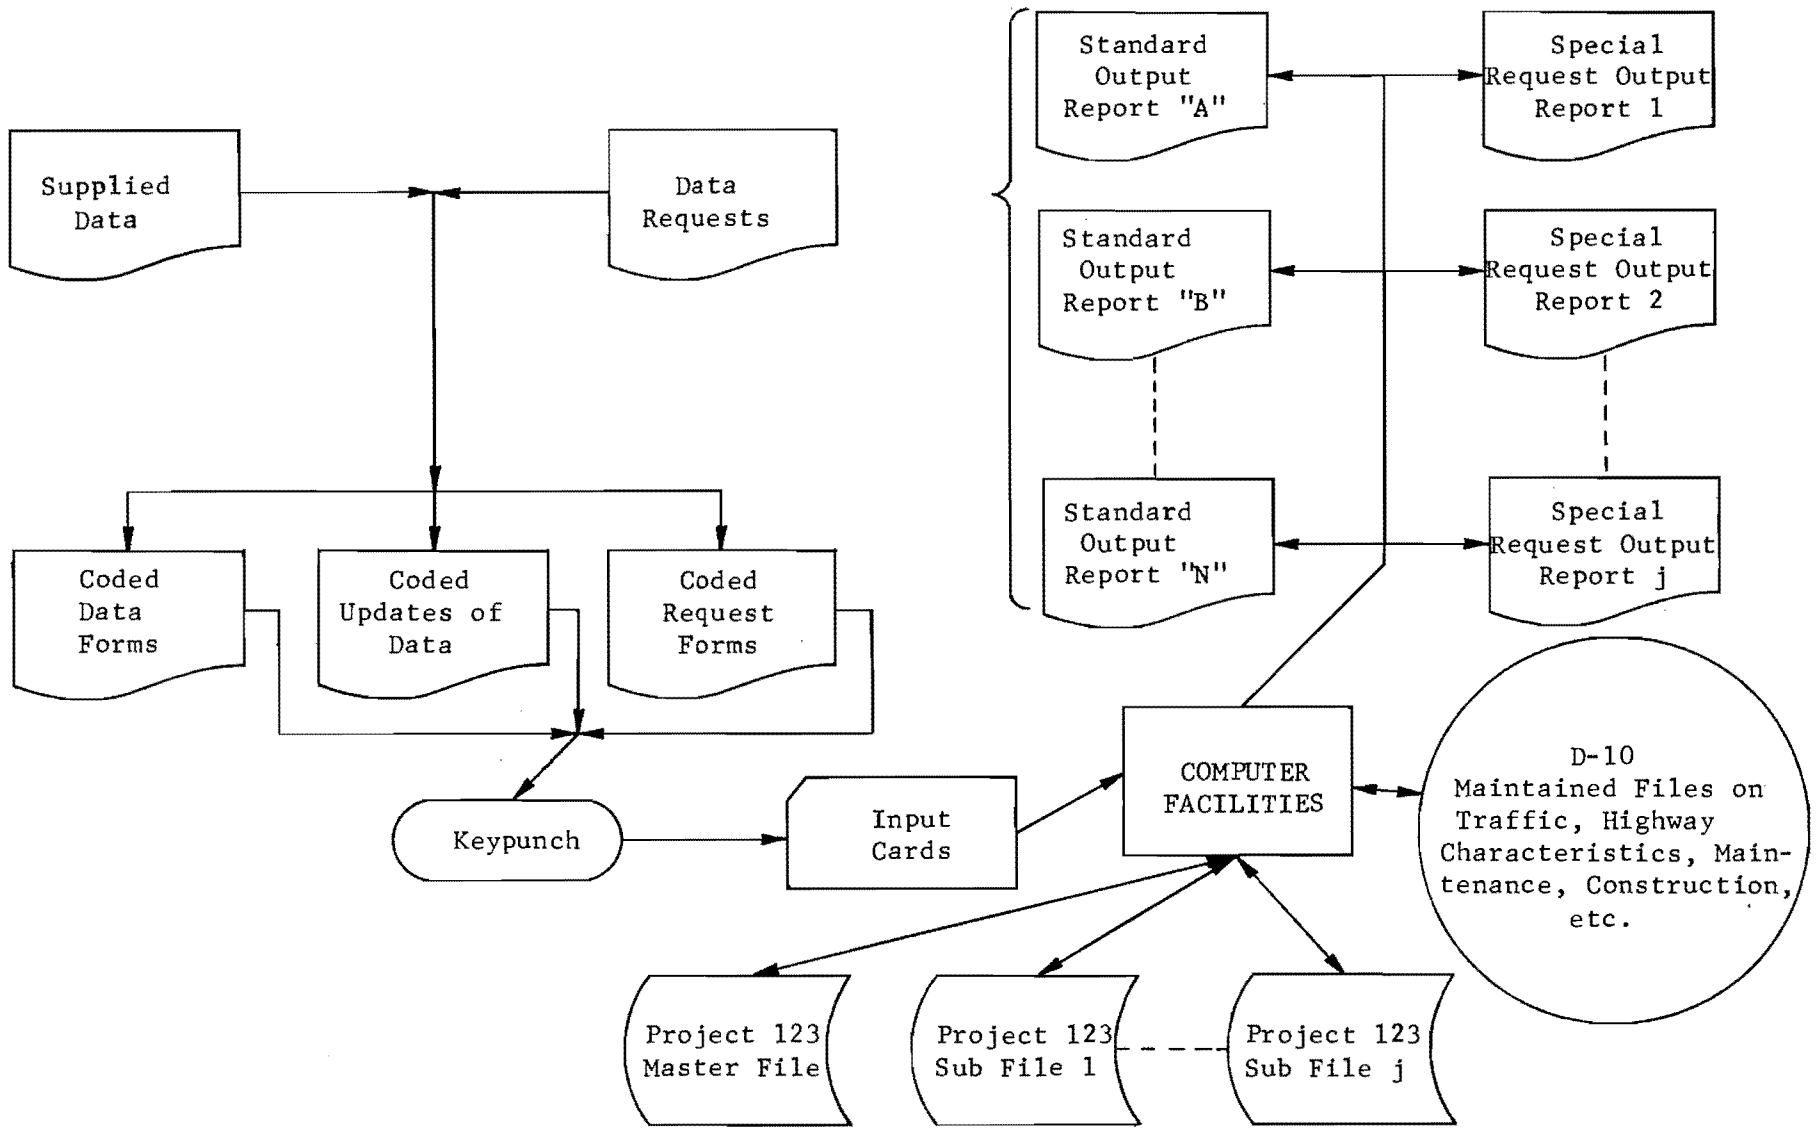 Standard
Output
Report "A"
Special
Request Output
Report 1
Supplied
Data
Data
Requests
Standard
Output
Report "B"
Special
Request Output
Report 2
Standard
Output
Report "N"
Special
Request Output
Report j
Coded
Data
Forms
Coded
Updates of
Data
Coded
Request
Forms
Keypunch
Input
Cards
COMPUTER
FACILITIES
D-10
Maintained Files on
Traffic, Highway
Characteristics, Main-
tenance, Construction,
etc.
Project 123
Master File
Project 123
Sub File 1
Project 123
Sub File j